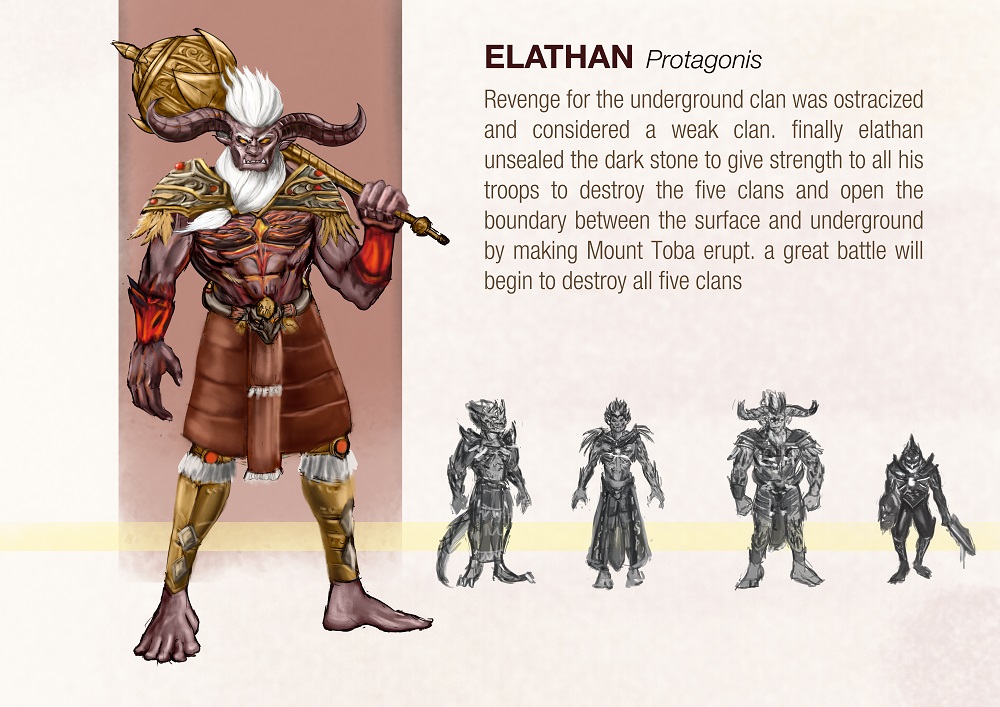 ELATHAN Protagonis
Revenge for the underground clan was ostracized
and considered a weak clan. finally elathan
unsealed the dark stone to give strength to all his
troops to destroy the five clans and open the
boundary between the surface and underground
by making Mount Toba erupt. a great battle will
begin to destroy all five clans